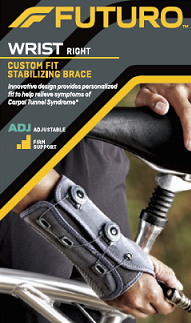 FUTURO™
WRIST RIGHT
CUSTOM FIT
STABILIZING BRACE
Innovative design provides personalized
fit to help relieve symptoms of
Carpal Tunnel Syndrome*
ADJ ADJUSTABLE
FIRM
SUPPORT